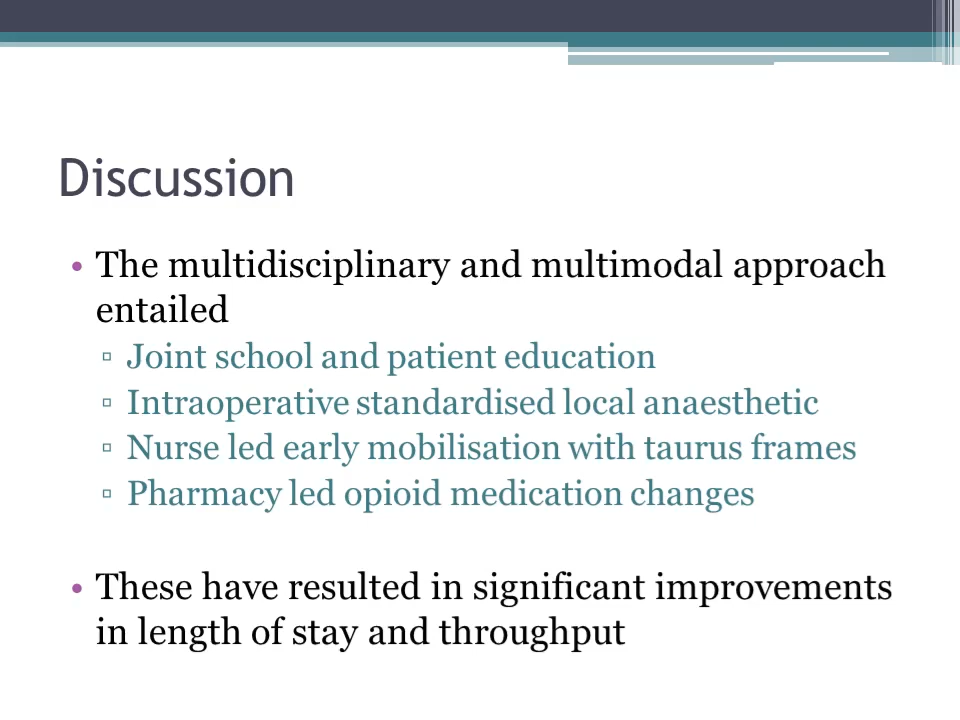 Discussion
• The multidisciplinary and multimodal approach
entailed
▫ Joint school and patient education
▫ Intraoperative standardised local anaesthetic
▫ Nurse led early mobilisation with taurus frames
▫ Pharmacy led opioid medication changes
• These have resulted in significant improvements
in length of stay and throughput